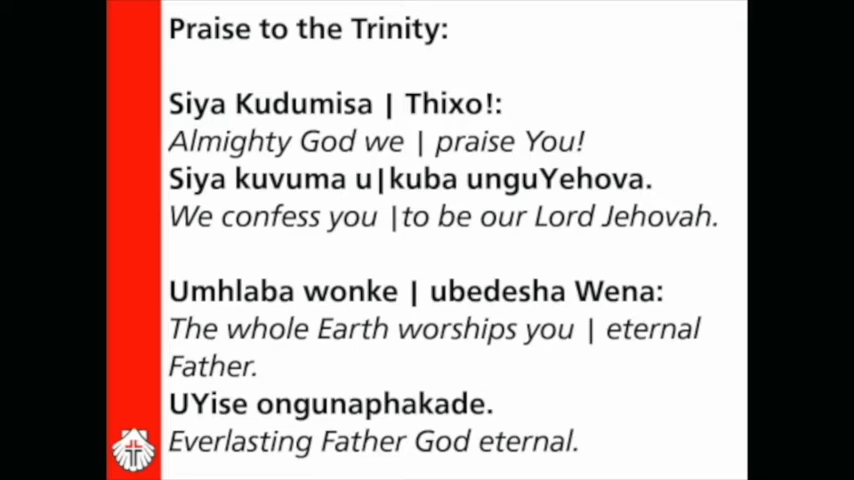 Praise to the Trinity:
Siya Kudumisa | Thixo!:
Almighty God we | praise You!
Siya kuvuma u|kuba unguYehova.
We confess you |to be our Lord Jehovah.
Umhlaba wonke | ubedesha Wena:
The whole Earth worships you | eternal
Father.
UYise ongunaphakade.
Everlasting Father God eternal.